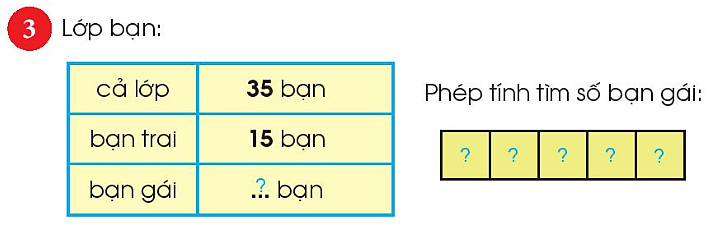 3 Lớp bạn:
cả lớp 35 bạn
bạn trai 15 bạn
bạn gái ...? bạn
Phép tính tìm số bạn gái:
? ? ? ? ?